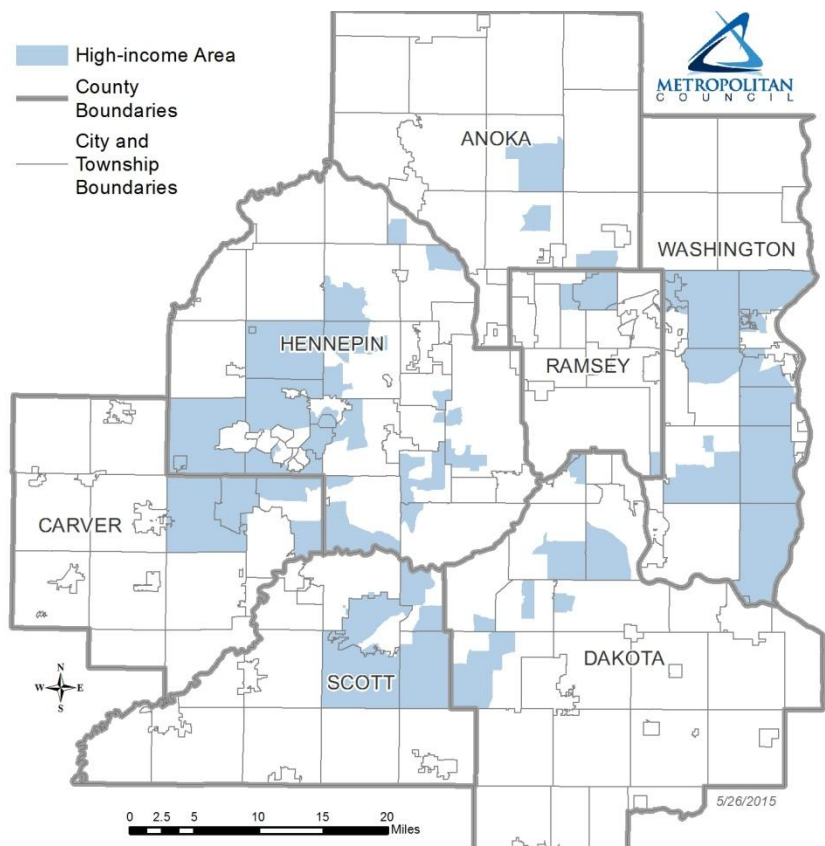 High-income Area
County
Boundaries
City and
Township
Boundaries
METROPOLITAN
COUNCIL
ANOKA
WASHINGTON
HENNEPIN
RAMSEY
CARVER
SCOTT
DAKOTA
N
W E
S
5/26/2015
0 2.5 5 10 15 20
Miles